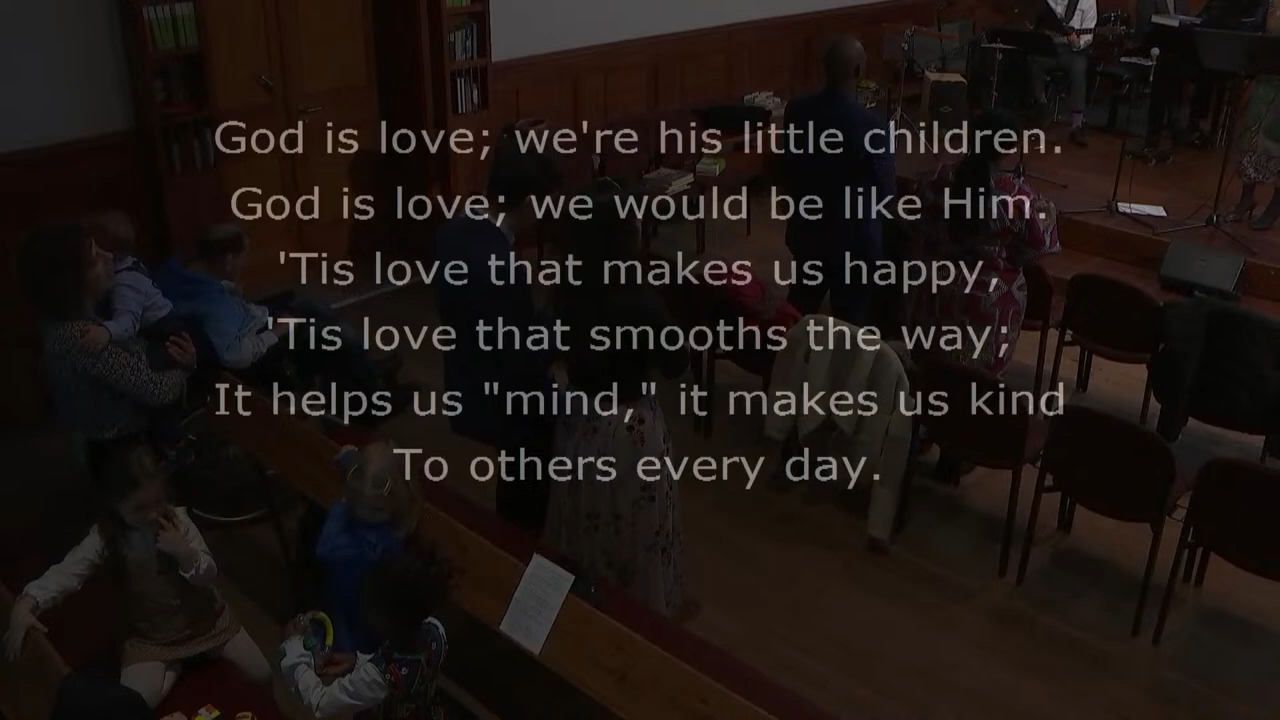 God is love; we're his little children.
God is love; we would be like Him.
'Tis love that makes us happy,
'Tis love that smooths the way;
It helps us "mind," it makes us kind
To others every day.